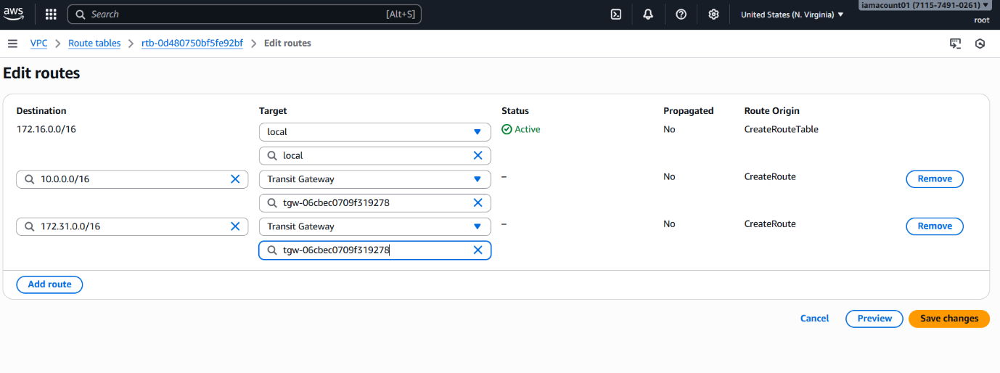 aws
Search [Alt+S]
United States (N. Virginia)
iamacount01 (7115-7491-0261)
root
VPC > Route tables > rtb-0d480750bf5fe92bf > Edit routes
Edit routes
Destination Target Status Propagated Route Origin
172.16.0.0/16 local Active No CreateRouteTable
local
10.0.0.0/16 Transit Gateway – No CreateRoute Remove
tgw-06cbec0709f319278
172.31.0.0/16 Transit Gateway – No CreateRoute Remove
tgw-06cbec0709f319278
Add route
Cancel Preview Save changes